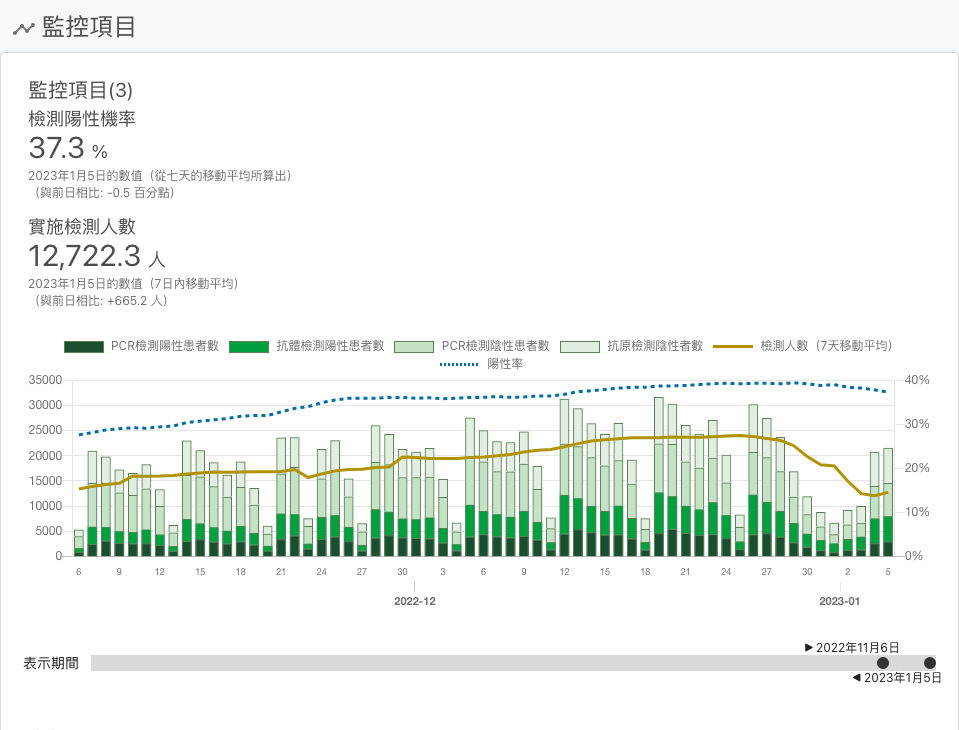 監控項目
監控項目(3)
檢測陽性機率
37.3 %
2023年1月5日的數值（從七天的移動平均所算出）
（與前日相比: -0.5 百分點）
實施檢測人數
12,722.3 人
2023年1月5日的數值（7日內移動平均）
（與前日相比: +665.2 人）
PCR檢測陽性患者數 抗體檢測陽性患者數 PCR檢測陰性患者數 抗原檢測陰性者數 檢測人數（7天移動平均）
陽性率
35000 40%
30000
25000 30%
20000
20%
15000
10000 10%
5000
0 0%
6 9 12 15 18 21 24 27 30 3 6 9 12 15 18 21 24 27 30 2 5
2022-12 2023-01
▶ 2022年11月6日
表示期間
◀ 2023年1月5日